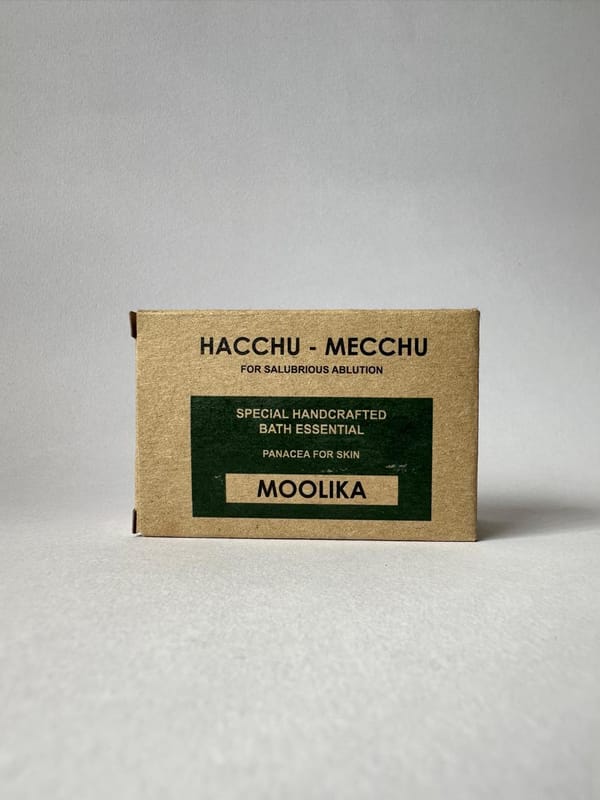 HACCHU - MECCHU
FOR SALUBRIOUS ABLUTION
SPECIAL HANDCRAFTED
BATH ESSENTIAL
PANACEA FOR SKIN
MOOLIKA